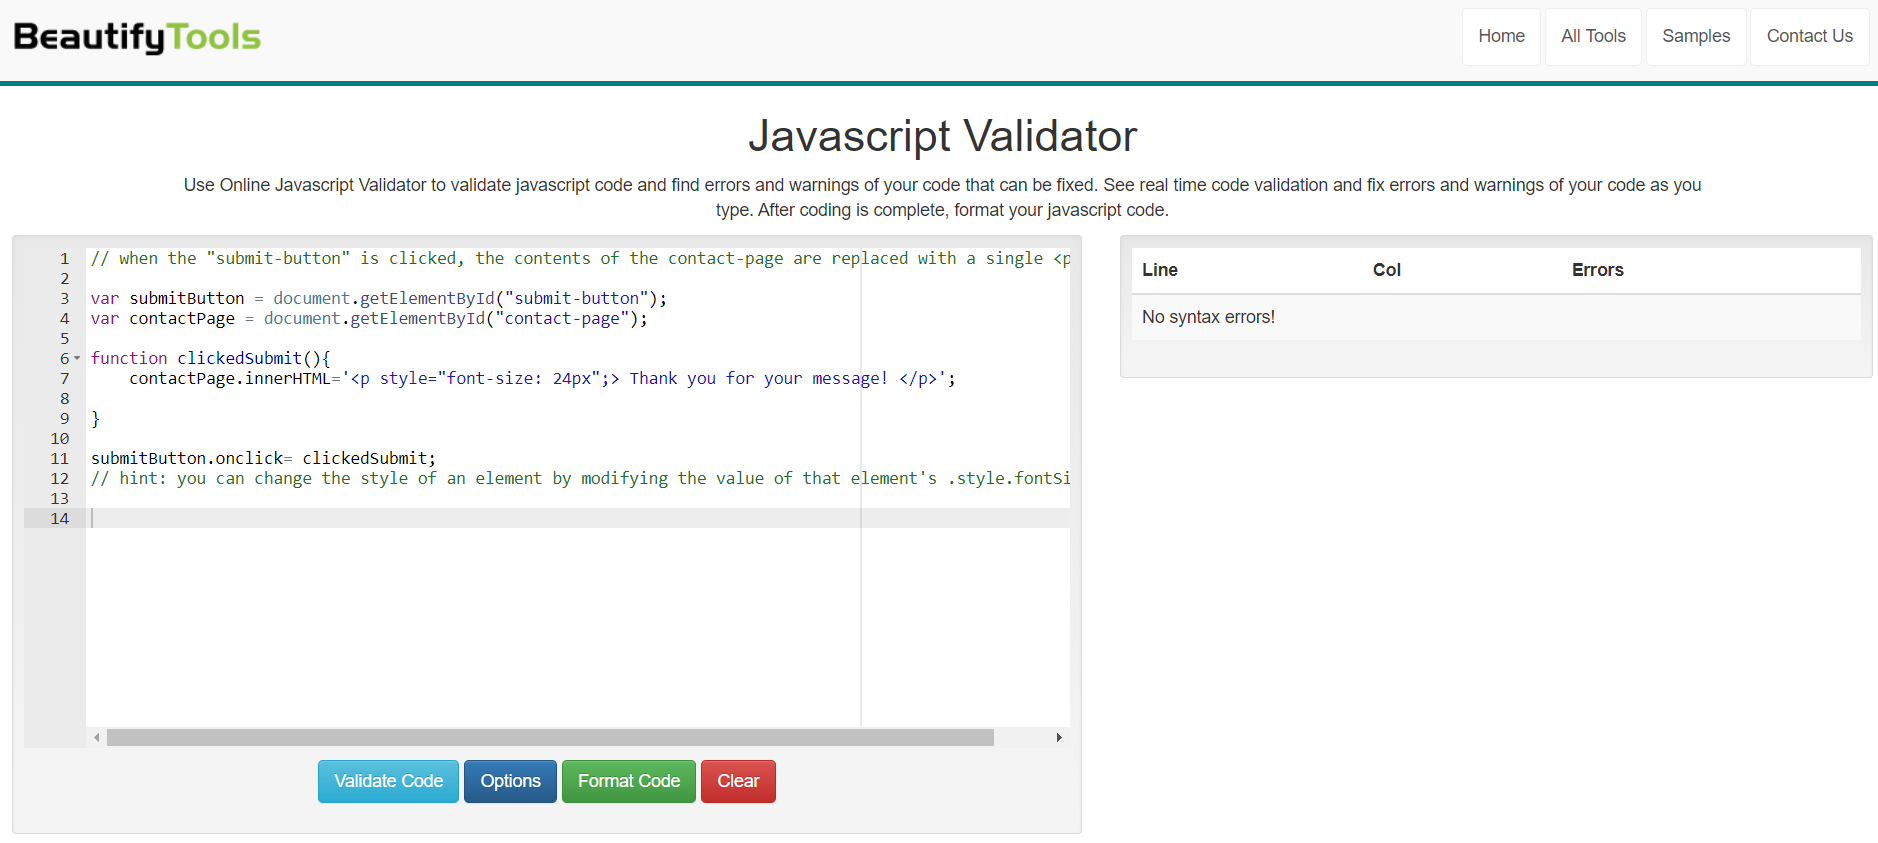 BeautifyTools
Home
All Tools
Samples
Contact Us
Javascript Validator
Use Online Javascript Validator to validate javascript code and find errors and warnings of your code that can be fixed. See real time code validation and fix errors and warnings of your code as you
type. After coding is complete, format your javascript code.
1 // when the "submit-button" is clicked, the contents of the contact-page are replaced with a single <p
2
3 var submitButton = document.getElementById("submit-button");
4 var contactPage = document.getElementById("contact-page");
5
6 function clickedSubmit(){
7     contactPage.innerHTML='<p style="font-size: 24px";> Thank you for your message! </p>';
8
9 }
10
11 submitButton.onclick= clickedSubmit;
12 // hint: you can change the style of an element by modifying the value of that element's .style.fontSi
13
14
Validate Code
Options
Format Code
Clear
Line Col Errors
No syntax errors!